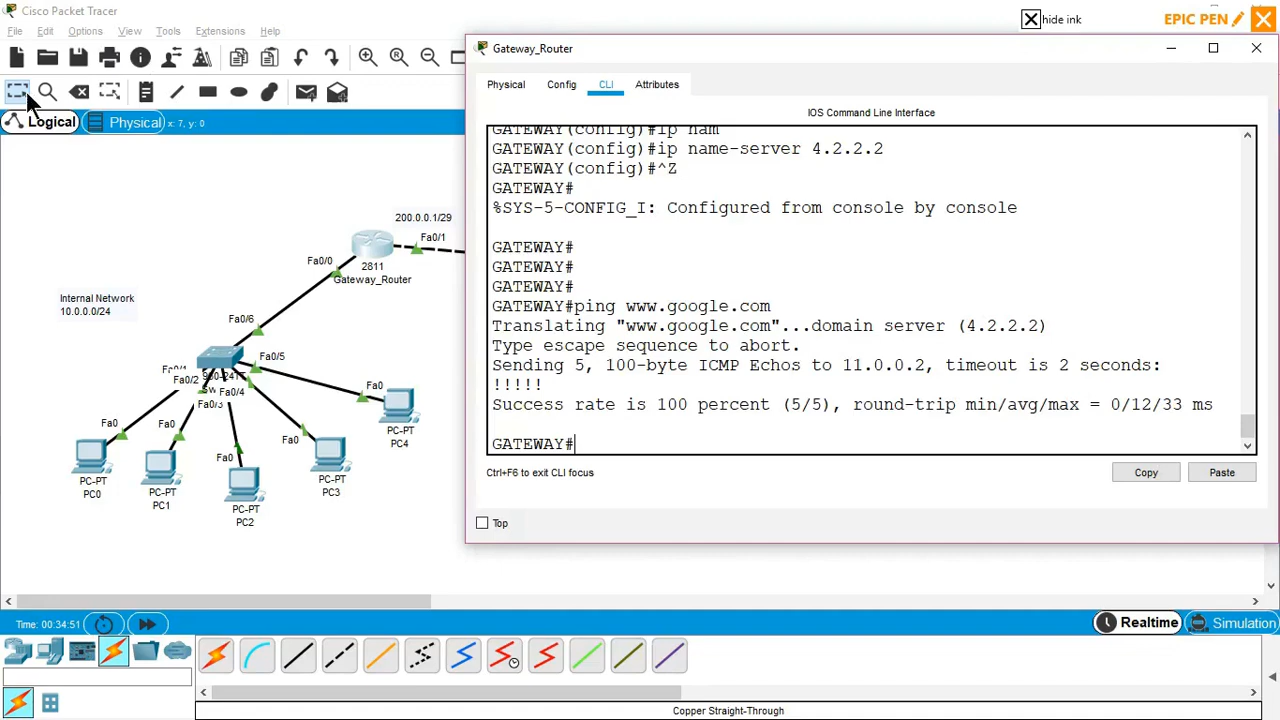 Cisco Packet Tracer
File Edit Options View Tools Extensions Help
hide ink
EPIC PEN
Logical
Physical
x: 7, y: 0
200.0.0.1/29
Fa0/1
Fa0/0
2811
Gateway_Router
Internal Network
10.0.0.0/24
Fa0/6
Fa0/5
Fa0/2
Fa0/4
Fa0/3
Fa0
PC-PT
PC4
Fa0
PC-PT
PC0
Fa0
PC-PT
PC1
Fa0
PC-PT
PC2
Fa0
PC-PT
PC3
Gateway_Router
Physical Config CLI Attributes
IOS Command Line Interface
GATEWAY(config)#ip nam
GATEWAY(config)#ip name-server 4.2.2.2
GATEWAY(config)#^Z
GATEWAY#
%SYS-5-CONFIG_I: Configured from console by console
GATEWAY#
GATEWAY#
GATEWAY#
GATEWAY#ping www.google.com
Translating "www.google.com"...domain server (4.2.2.2)
Type escape sequence to abort.
Sending 5, 100-byte ICMP Echos to 11.0.0.2, timeout is 2 seconds:
!!!!!
Success rate is 100 percent (5/5), round-trip min/avg/max = 0/12/33 ms
GATEWAY#
Ctrl+F6 to exit CLI focus
Copy
Paste
Top
Time: 00:34:51
Realtime
Simulation
Copper Straight-Through